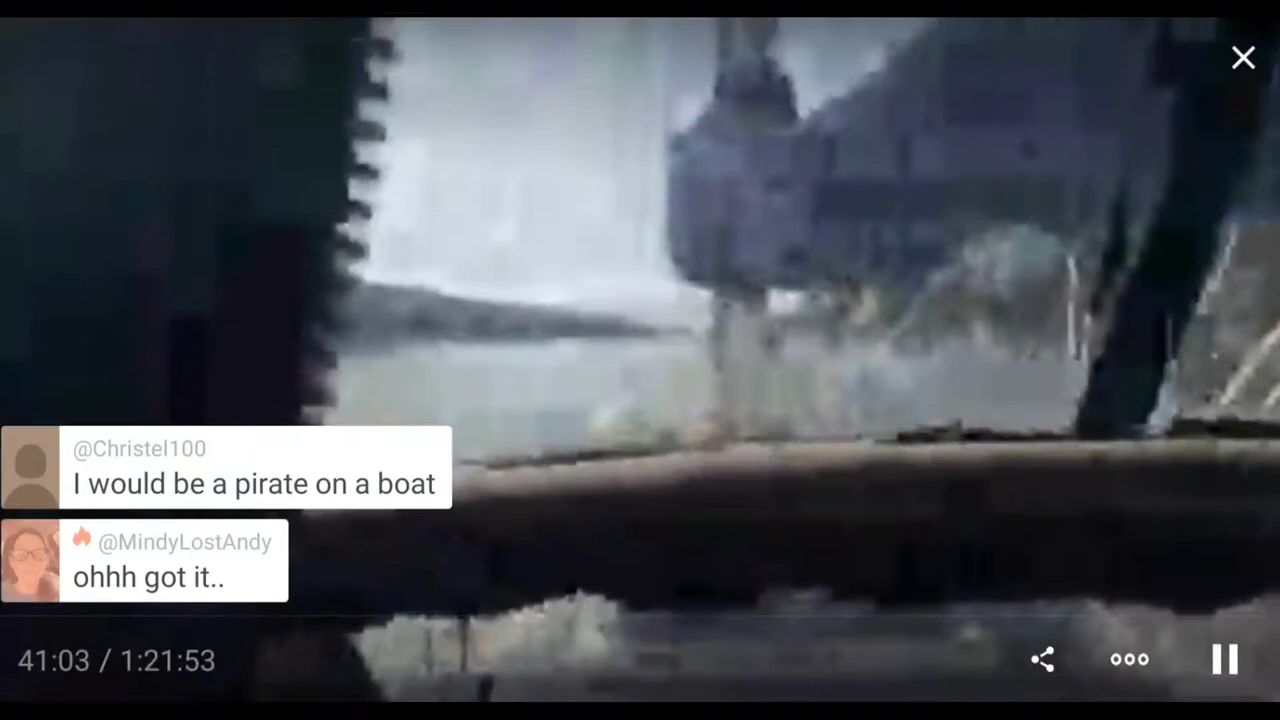 @Christel100
I would be a pirate on a boat
@MindyLostAndy
ohhh got it..
41:03 / 1:21:53